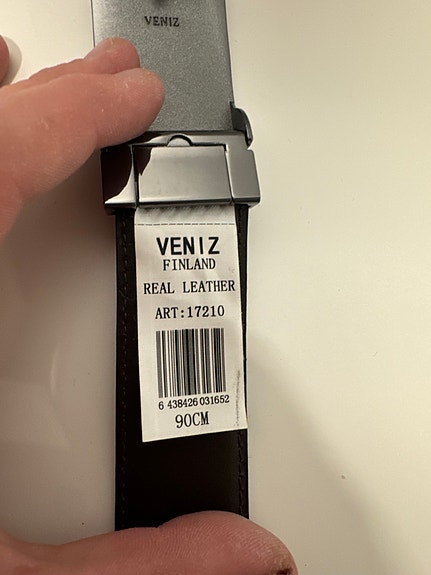 VENIZ
VENIZ
FINLAND
REAL LEATHER
ART:17210
6 438426 031652
90CM